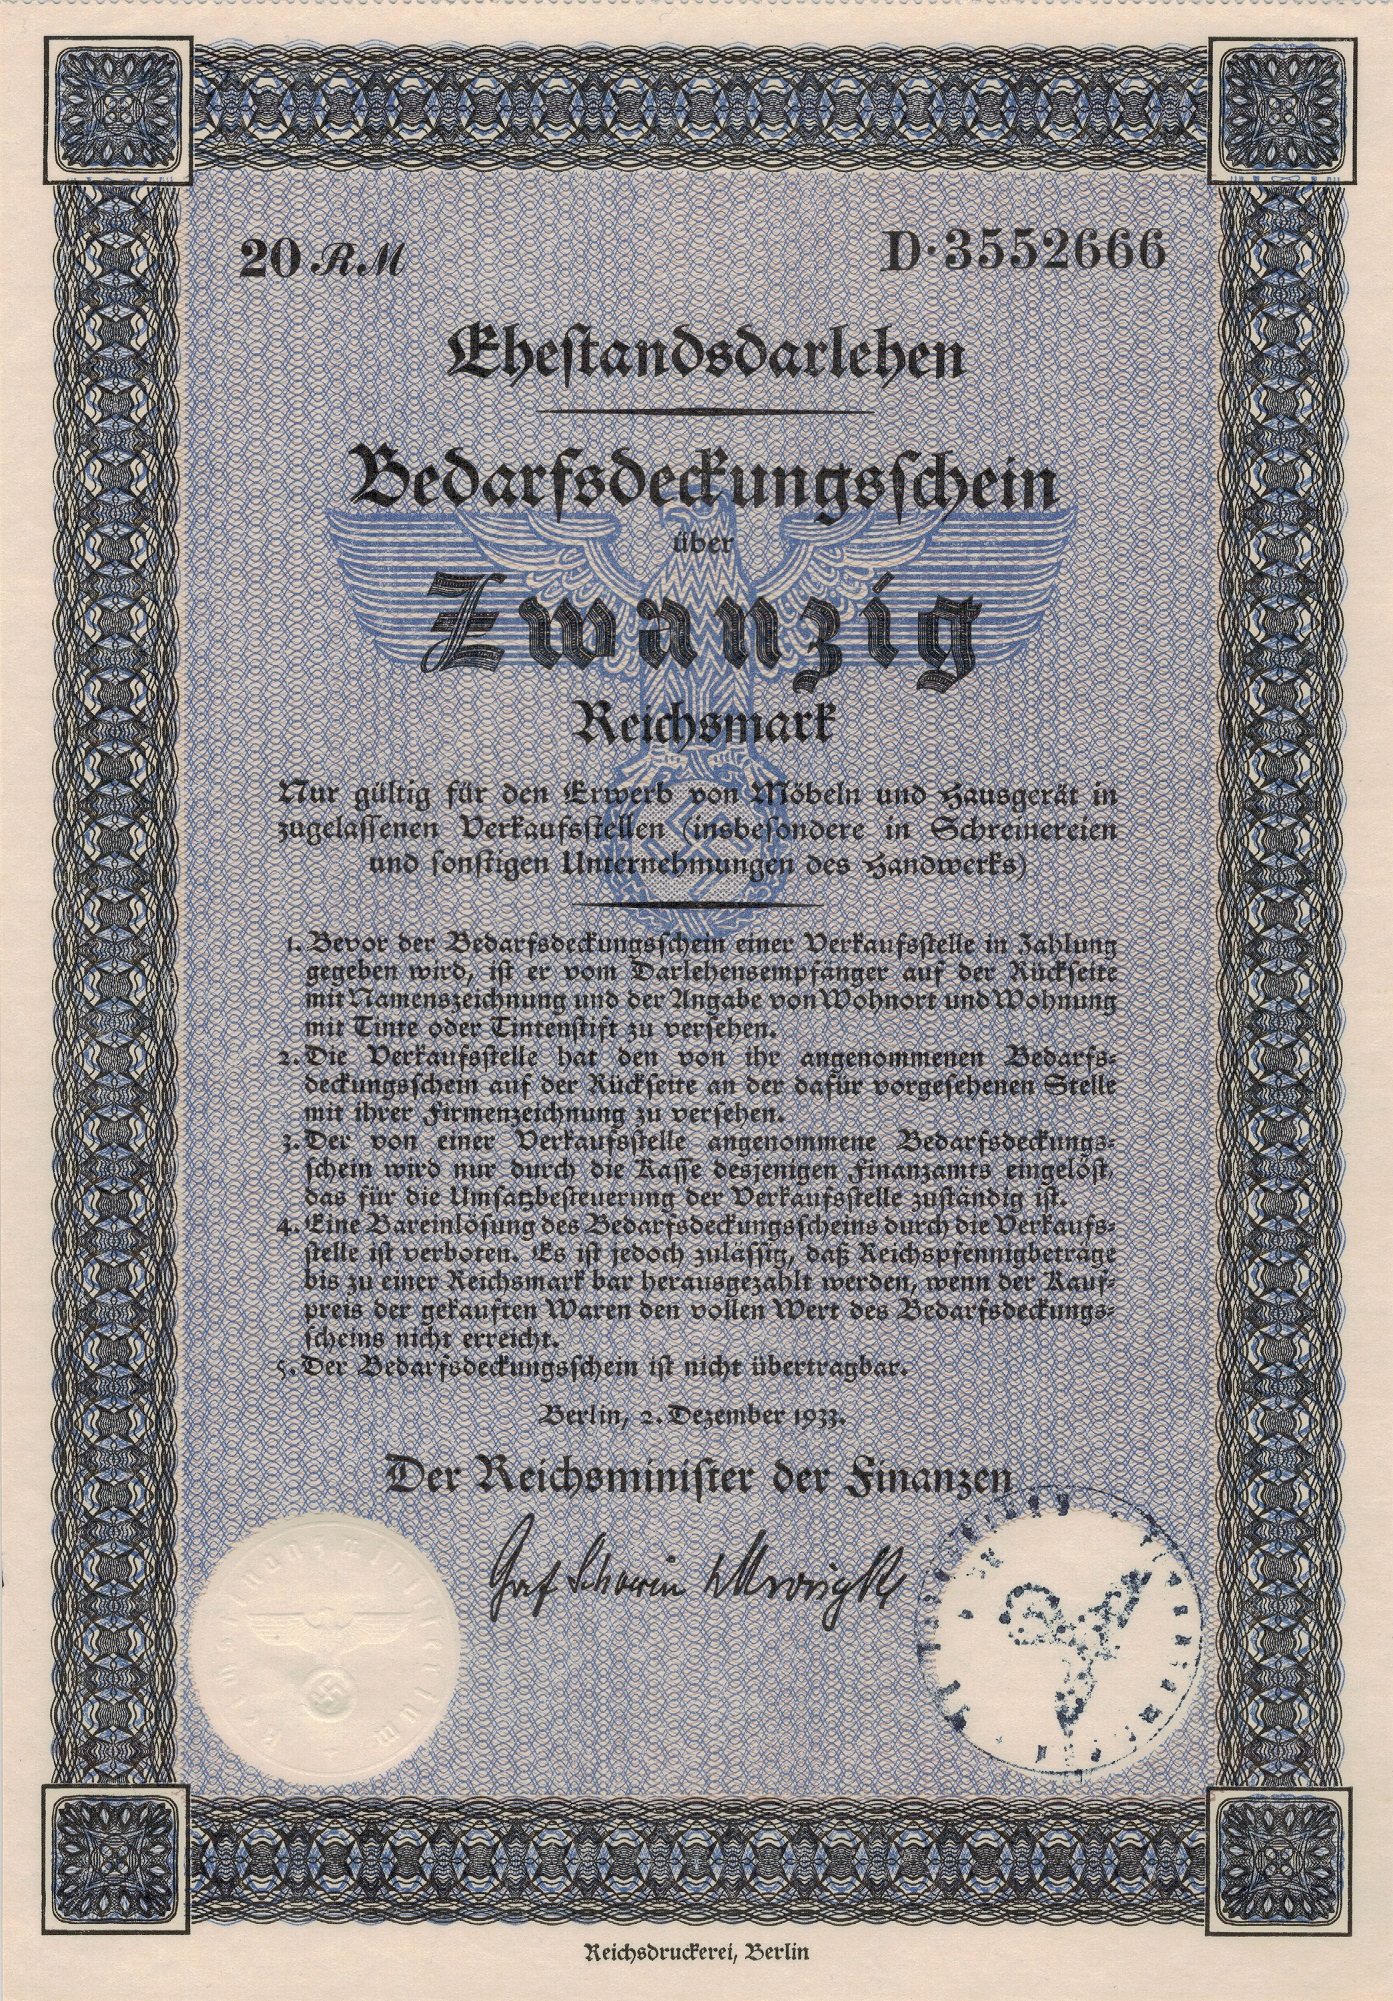 20 RM
D·3552666
Ehestandsdarlehen
Bedarfsdeckungsschein
über
Zwanzig
Reichsmark
Nur gültig für den Erwerb von Möbeln und Hausgerät in
zugelassenen Verkaufsstellen (insbesondere in Schreinereien
und sonstigen Unternehmungen des Handwerks)
1. Bevor der Bedarfsdeckungsschein einer Verkaufsstelle in Zahlung
gegeben wird, ist er vom Darlehensempfänger auf der Rückseite
mit Namenszeichnung und der Angabe von Wohnort und Wohnung
mit Tinte oder Tintenstift zu versehen.
2. Die Verkaufsstelle hat den von ihr angenommenen Bedarfs-
deckungsschein auf der Rückseite an der dafür vorgesehenen Stelle
mit ihrer Firmenzeichnung zu versehen.
3. Der von einer Verkaufsstelle angenommene Bedarfsdeckungs-
schein wird nur durch die Kasse desjenigen Finanzamts eingelöst,
das für die Umsatzbesteuerung der Verkaufsstelle zuständig ist.
4. Eine Bareinlösung des Bedarfsdeckungsscheins durch die Verkaufs-
stelle ist verboten. Es ist jedoch zulässig, daß Reichspfennigbeträge
bis zu einer Reichsmark bar herausgezahlt werden, wenn der Kauf-
preis der gekauften Waren den vollen Wert des Bedarfsdeckungs-
scheins nicht erreicht.
5. Der Bedarfsdeckungsschein ist nicht übertragbar.
Berlin, 2. Dezember 1933.
Der Reichsminister der Finanzen
Graf Schwerin v Krosigk
Reichsfinanzministerium
Reichsdruckerei, Berlin